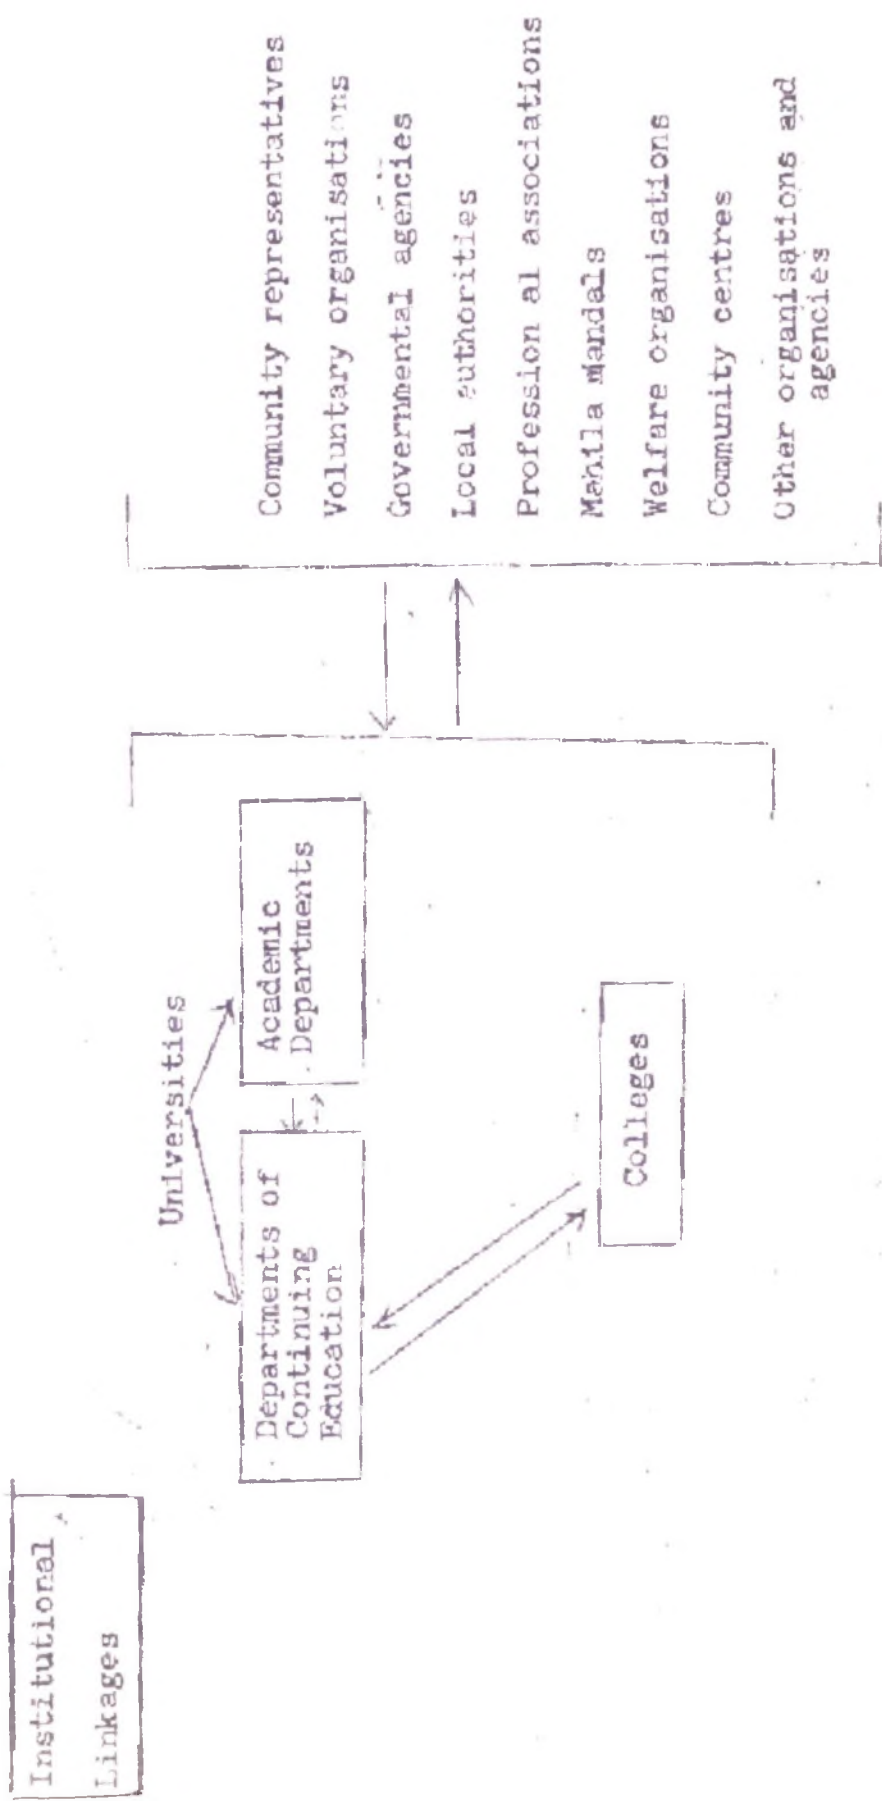 Institutional
Linkages
Universities
Departments of
Continuing
Education
Academic
Departments
Colleges
Community representatives
Voluntary organisations
Governmental agencies
Local authorities
Profession al associations
Mahila mandals
Welfare organisations
Community centres
Other organisations and
agencies